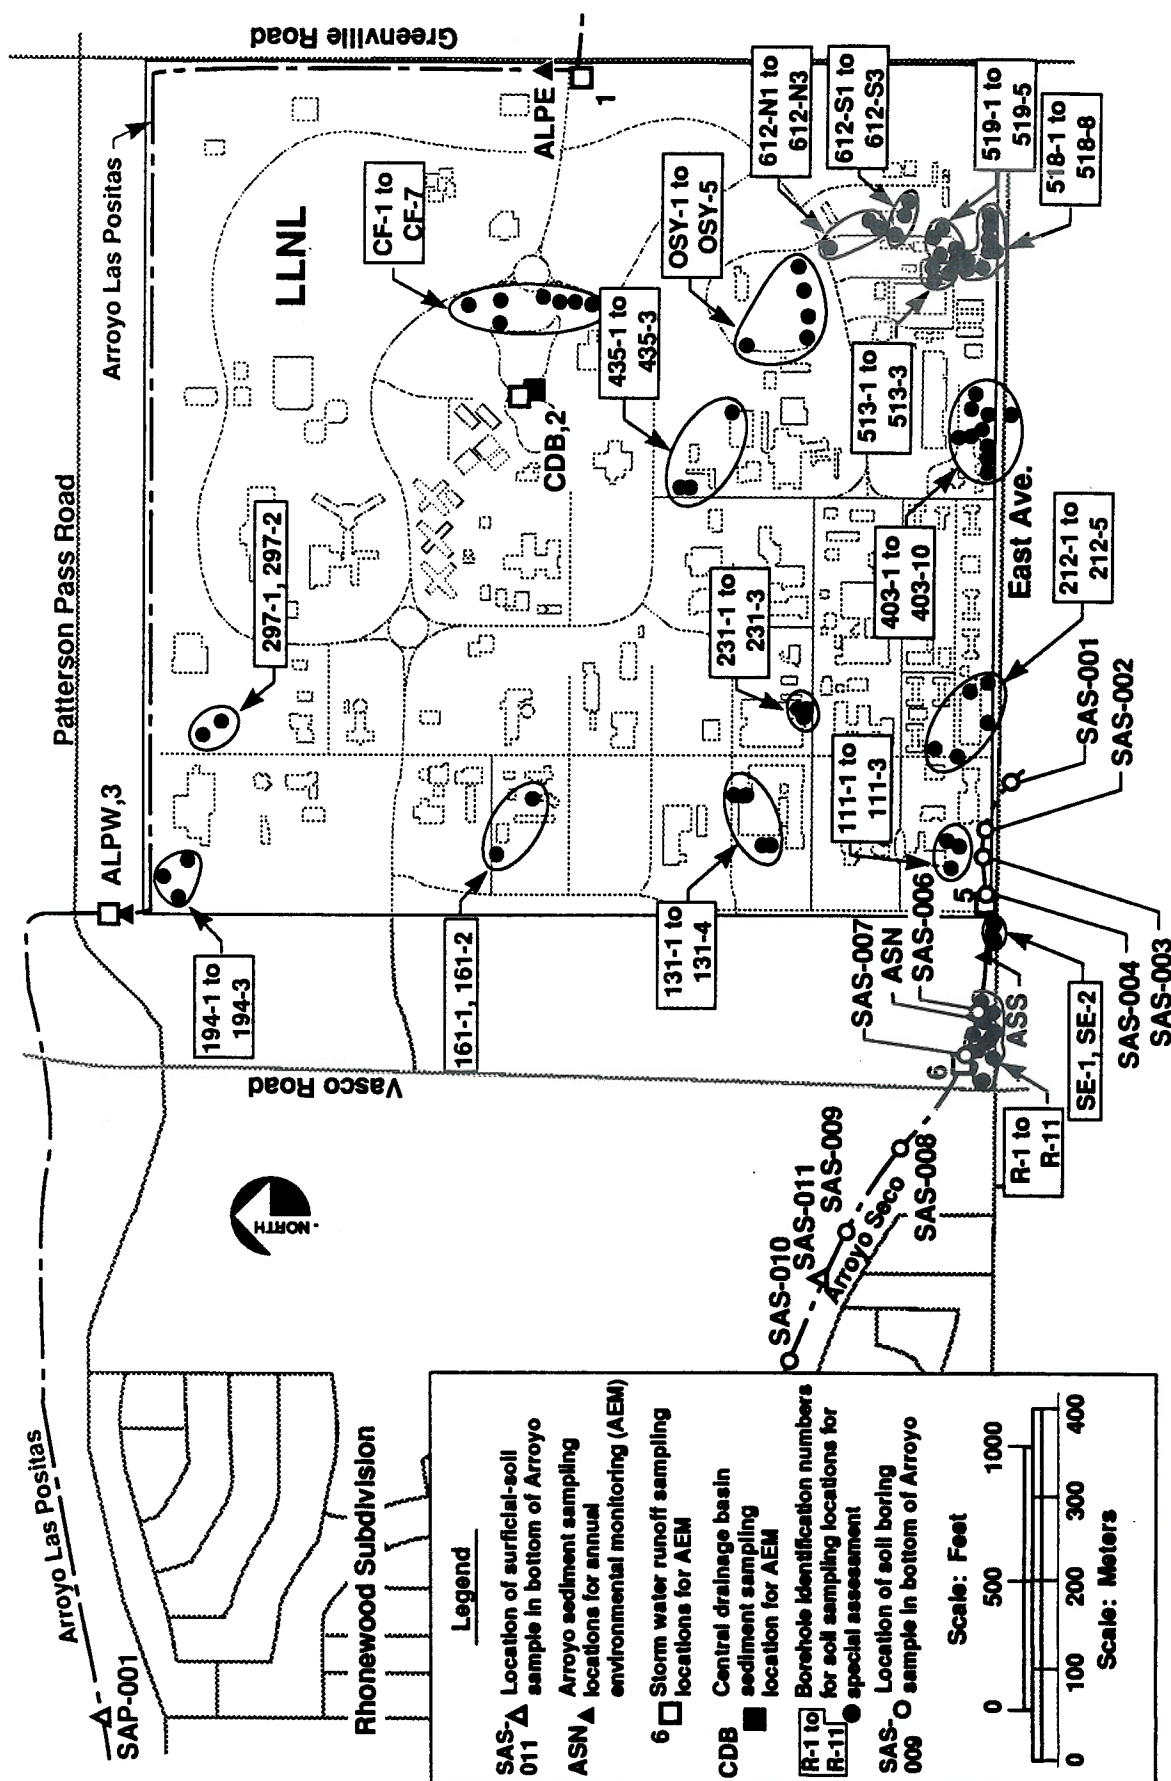 Greenville Road
Patterson Pass Road
Arroyo Las Positas
LLNL
ALPE
1
CF-1 to
CF-7
612-N1 to
612-N3
612-S1 to
612-S3
519-1 to
519-5
518-1 to
518-8
OSY-1 to
OSY-5
435-1 to
435-3
CDB,2
513-1 to
513-3
403-1 to
403-10
East Ave.
212-1 to
212-5
297-1, 297-2
231-1 to
231-3
111-1 to
111-3
SAS-001
SAS-002
ALPW,3
194-1 to
194-3
161-1, 161-2
131-1 to
131-4
5
SAS-007
ASN
SAS-006
SAS-003
SAS-004
SE-1, SE-2
ASS
6
R-1 to
R-11
Vasco Road
NORTH
SAS-008
SAS-009
SAS-011
SAS-010
Arroyo Seco
Arroyo Las Positas
SAP-001
Rhonewood Subdivision
Legend
SAS-
011
Location of surficial-soil
sample in bottom of Arroyo
ASN
Arroyo sediment sampling
locations for annual
environmental monitoring (AEM)
6
Storm water runoff sampling
locations for AEM
CDB
Central drainage basin
sediment sampling
location for AEM
R-1 to
R-11
Borehole identification numbers
for soil sampling locations for
special assessment
SAS-
009
Location of soil boring
sample in bottom of Arroyo
Scale: Feet
0 500 1000
0 100 200 300 400
Scale: Meters